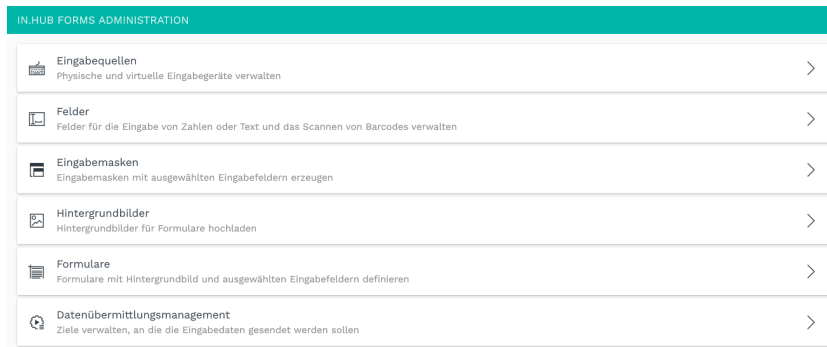 IN.HUB FORMS ADMINISTRATION
Eingabequellen
Physische und virtuelle Eingabegeräte verwalten
Felder
Felder für die Eingabe von Zahlen oder Text und das Scannen von Barcodes verwalten
Eingabemasken
Eingabemasken mit ausgewählten Eingabefeldern erzeugen
Hintergrundbilder
Hintergrundbilder für Formulare hochladen
Formulare
Formulare mit Hintergrundbild und ausgewählten Eingabefeldern definieren
Datenübermittlungsmanagement
Ziele verwalten, an die die Eingabedaten gesendet werden sollen